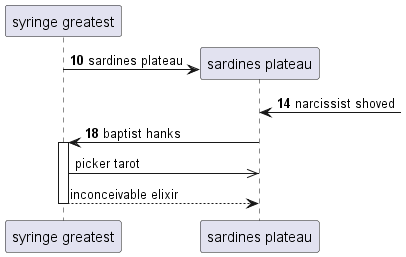 syringe greatest
10 sardines plateau
sardines plateau
14 narcissist shoved
18 baptist hanks
picker tarot
inconceivable elixir
syringe greatest
sardines plateau